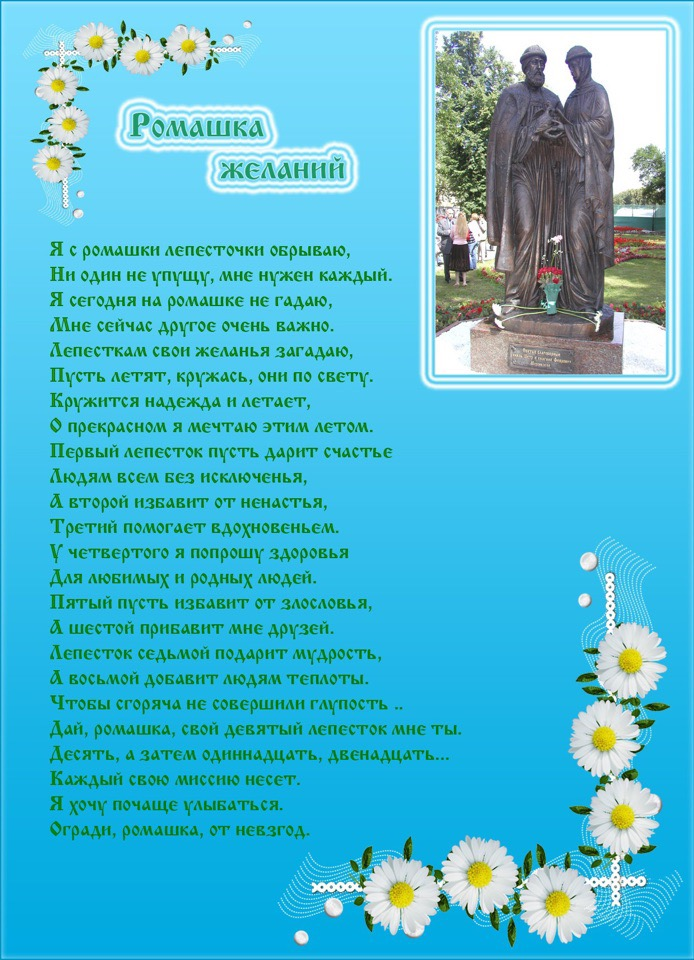 Ромашка
желаний
Я с ромашки лепесточки обрываю,
Ни один не упущу, мне нужен каждый.
Я сегодня на ромашке не гадаю,
Мне сейчас другое очень важно.
Лепесткам свои желанья загадаю,
Пусть летят, кружась, они по свету.
Кружится надежда и летает,
О прекрасном я мечтаю этим летом.
Первый лепесток пусть дарит счастье
Людям всем без исключенья,
А второй избавит от ненастья,
Третий помогает вдохновеньем.
У четвертого я попрошу здоровья
Для любимых и родных людей.
Пятый пусть избавит от злословья,
А шестой прибавит мне друзей.
Лепесток седьмой подарит мудрость,
А восьмой добавит людям теплоты.
Чтобы сгоряча не совершили глупость ..
Дай, ромашка, свой девятый лепесток мне ты.
Десять, а затем одиннадцать, двенадцать...
Каждый свою миссию несет.
Я хочу почаще улыбаться.
Огради, ромашка, от невзгод.